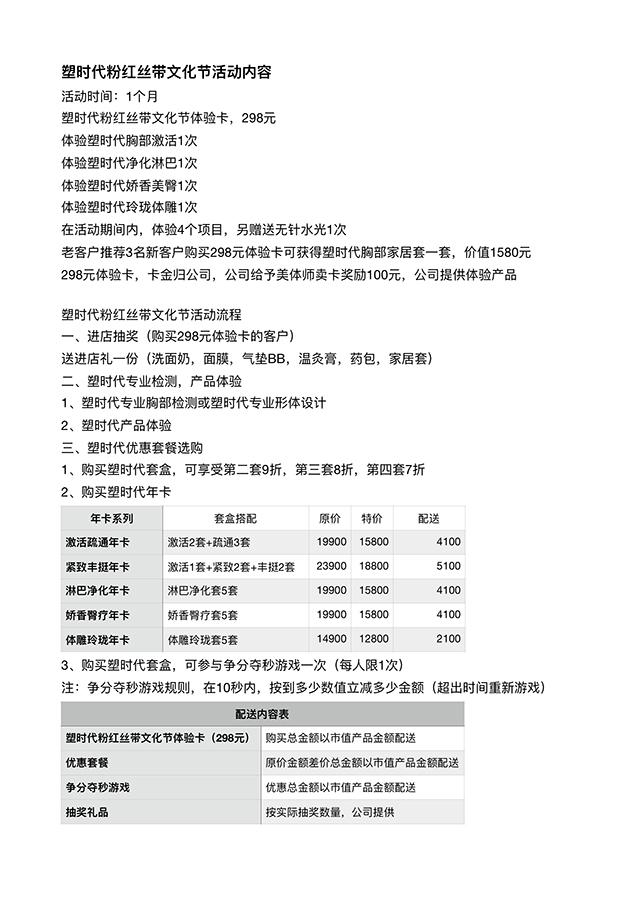 塑时代粉红丝带文化节活动内容
活动时间：1个月
塑时代粉红丝带文化节体验卡，298元
体验塑时代胸部激活1次
体验塑时代净化淋巴1次
体验塑时代娇香美臀1次
体验塑时代玲珑体雕1次
在活动期间内，体验4个项目，另赠送无针水光1次
老客户推荐3名新客户购买298元体验卡可获得塑时代胸部家居套一套，价值1580元
298元体验卡，卡金归公司，公司给予美体师卖卡奖励100元，公司提供体验产品
塑时代粉红丝带文化节活动流程
一、进店抽奖（购买298元体验卡的客户）
送进店礼一份（洗面奶，面膜，气垫BB，温灸膏，药包，家居套）
二、塑时代专业检测，产品体验
1、塑时代专业胸部检测或塑时代专业形体设计
2、塑时代产品体验
三、塑时代优惠套餐选购
1、购买塑时代套盒，可享受第二套9折，第三套8折，第四套7折
2、购买塑时代年卡
年卡系列 套盒搭配 原价 特价 配送
激活疏通年卡 激活2套+疏通3套 19900 15800 4100
紧致丰挺年卡 激活1套+紧致2套+丰挺2套 23900 18800 5100
淋巴净化年卡 淋巴净化套5套 19900 15800 4100
娇香臀疗年卡 娇香臀疗套5套 19900 15800 4100
体雕玲珑年卡 体雕玲珑套5套 14900 12800 2100
3、购买塑时代套盒，可参与争分夺秒游戏一次（每人限1次）
注：争分夺秒游戏规则，在10秒内，按到多少数值立减多少金额（超出时间重新游戏）
配送内容表
塑时代粉红丝带文化节体验卡（298元） 购买总金额以市值产品金额配送
优惠套餐 原价金额差价总金额以市值产品金额配送
争分夺秒游戏 优惠总金额以市值产品金额配送
抽奖礼品 按实际抽奖数量，公司提供